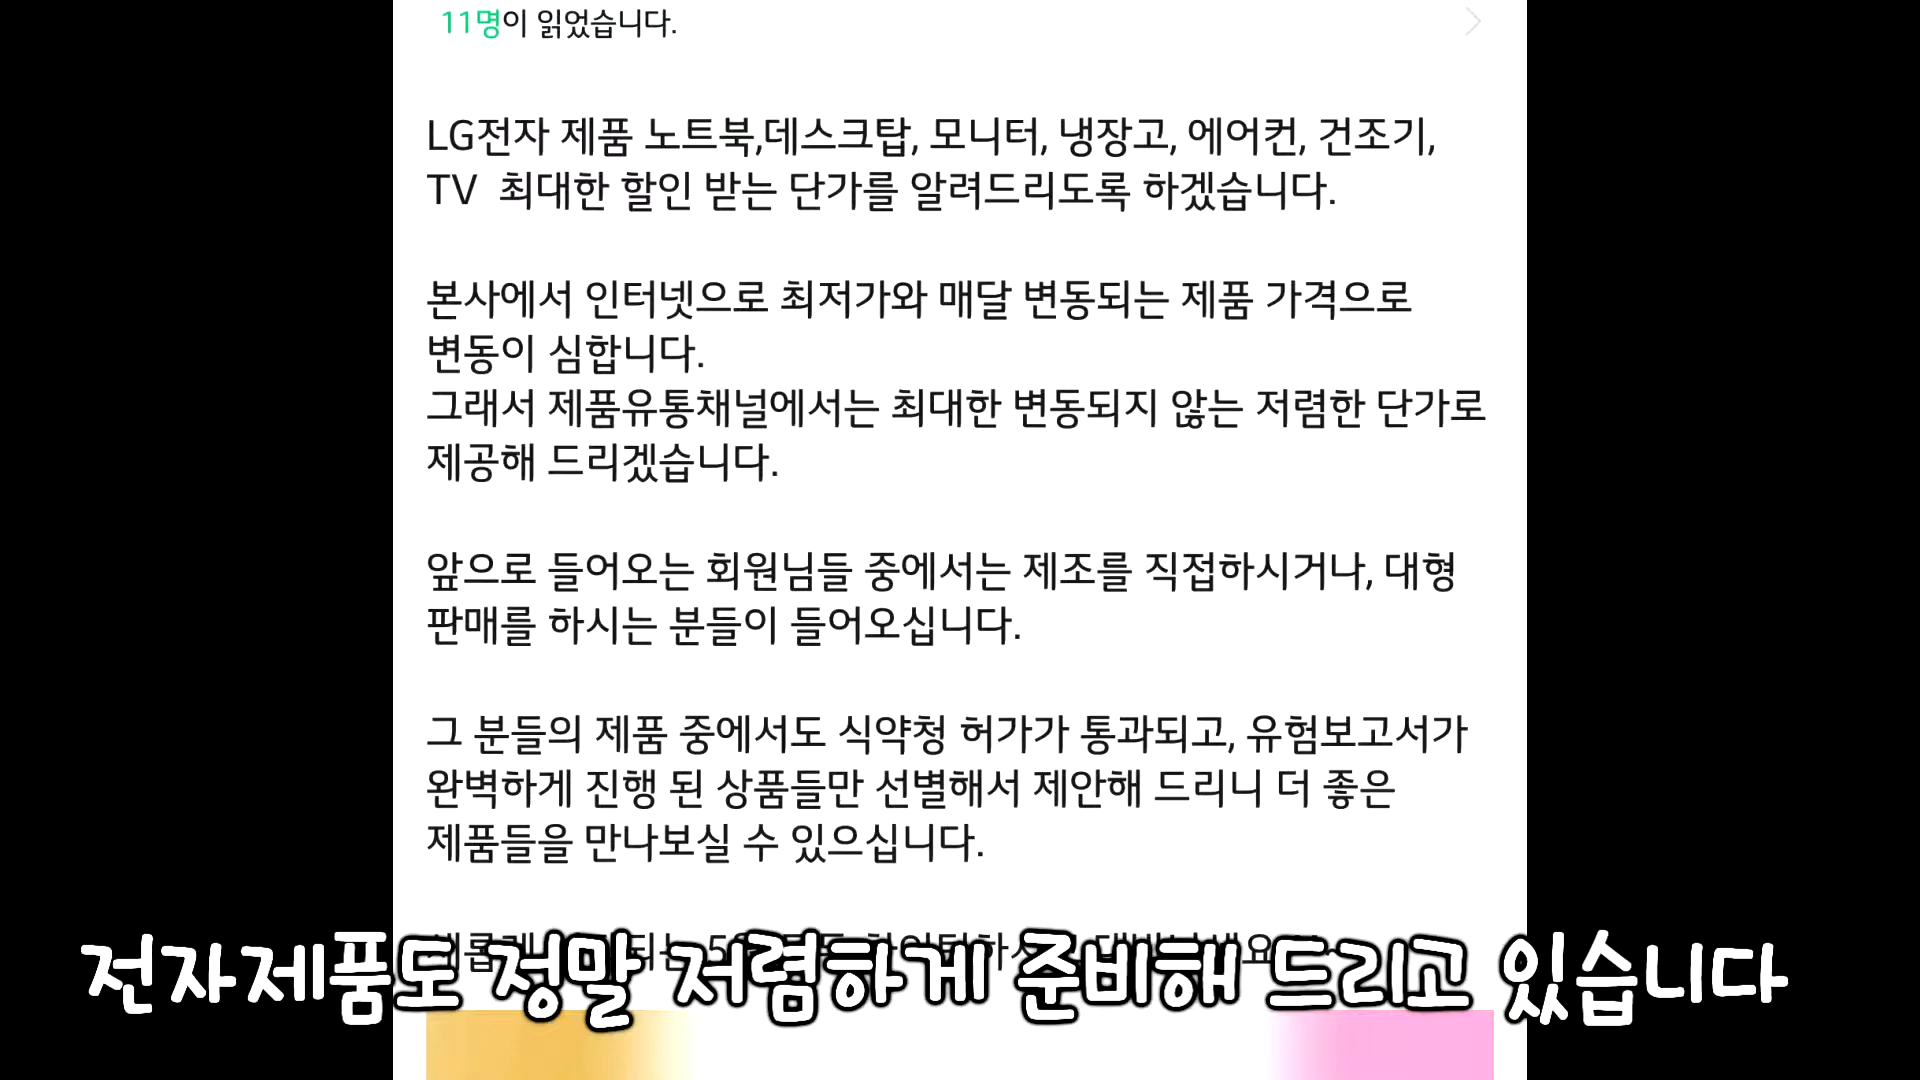 11명이 읽었습니다.
LG전자 제품 노트북,데스크탑, 모니터, 냉장고, 에어컨, 건조기,
TV 최대한 할인 받는 단가를 알려드리도록 하겠습니다.
본사에서 인터넷으로 최저가와 매달 변동되는 제품 가격으로
변동이 심합니다.
그래서 제품유통채널에서는 최대한 변동되지 않는 저렴한 단가로
제공해 드리겠습니다.
앞으로 들어오는 회원님들 중에서는 제조를 직접하시거나, 대형
판매를 하시는 분들이 들어오십니다.
그 분들의 제품 중에서도 식약청 허가가 통과되고, 유험보고서가
완벽하게 진행 된 상품들만 선별해서 제안해 드리니 더 좋은
제품들을 만나보실 수 있으십니다.
전자제품도 정말 저렴하게 준비해 드리고 있습니다